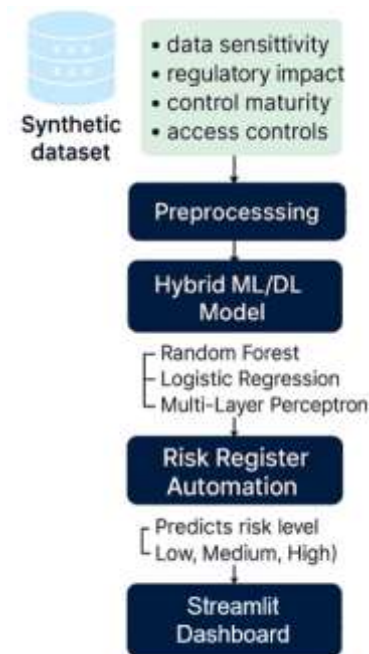 • data sensittivity
• regulatory impact
• control maturity
• access controls
Synthetic
dataset
Preprocesssing
Hybrid ML/DL
Model
Random Forest
Logistic Regression
Multi-Layer Perceptron
Risk Register
Automation
Predicts risk level
Low, Medium, High)
Streamlit
Dashboard